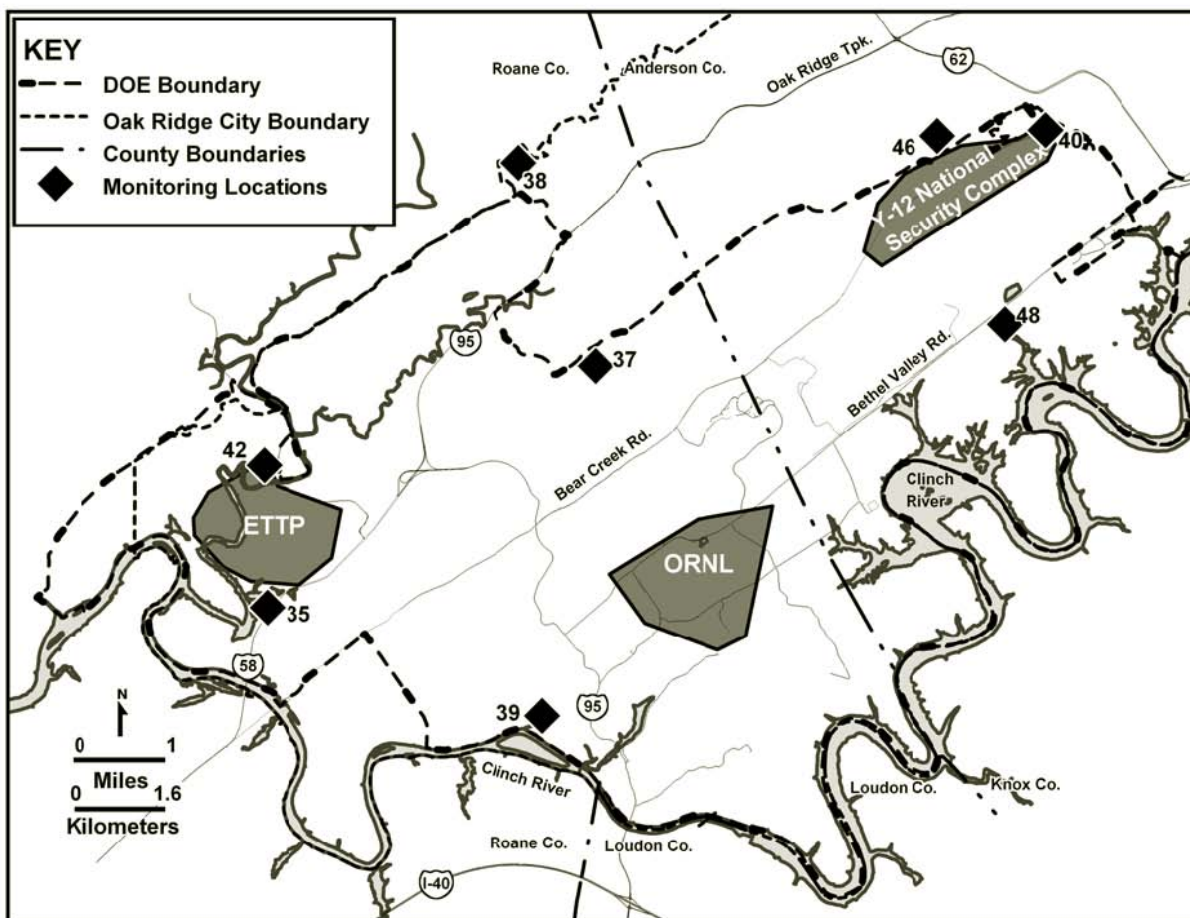 KEY
DOE Boundary
Oak Ridge City Boundary
County Boundaries
Monitoring Locations
Roane Co.
Anderson Co.
Oak Ridge Tpk.
62
46
40
38
Y-12 National
Security Complex
95
37
48
Bethel Valley Rd.
Bear Creek Rd.
42
ETTP
Clinch
River
ORNL
35
58
N
0 1
Miles
0 1.6
Kilometers
39
95
Clinch River
Loudon Co.
Knox Co.
Roane Co.
Loudon Co.
I-40